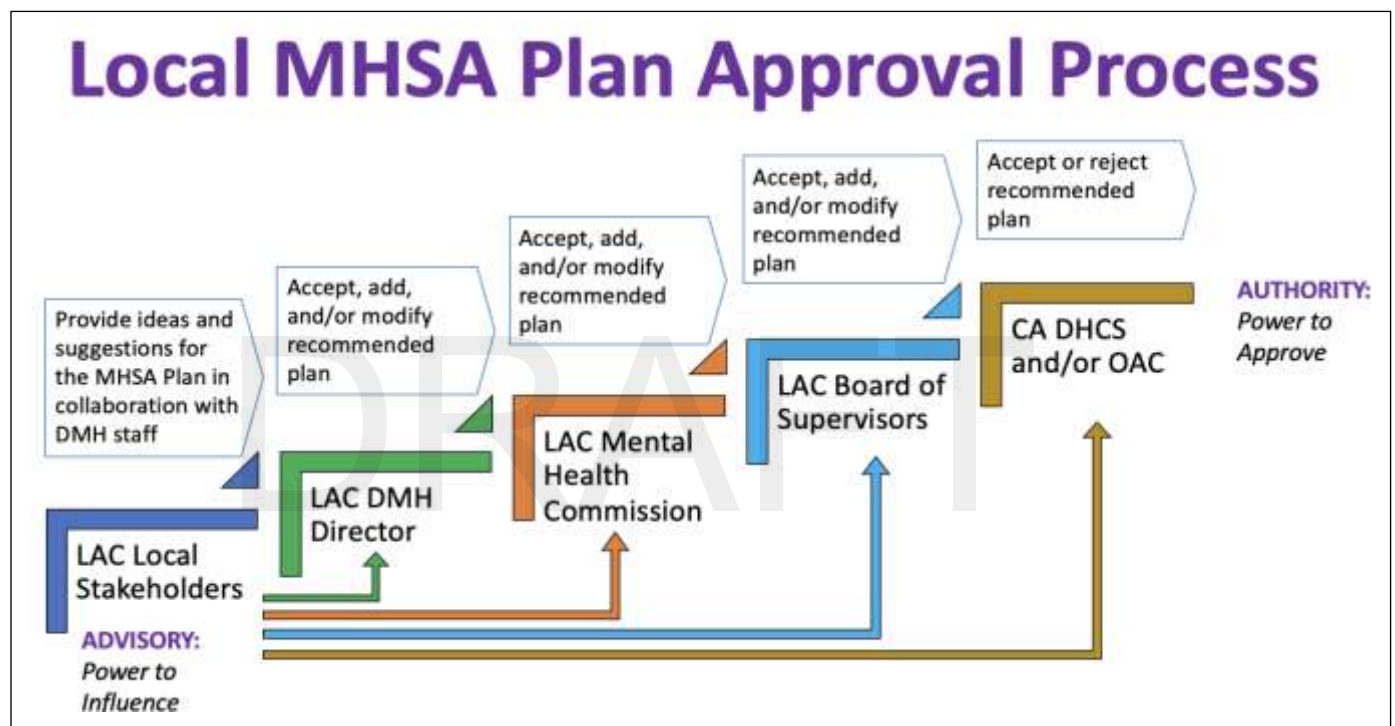 Local MHSA Plan Approval Process
Provide ideas and
suggestions for
the MHSA Plan in
collaboration with
DMH staff
Accept, add,
and/or modify
recommended
plan
Accept, add,
and/or modify
recommended
plan
Accept, add,
and/or modify
recommended
plan
Accept or reject
recommended
plan
LAC Local
Stakeholders
LAC DMH
Director
LAC Mental
Health
Commission
LAC Board of
Supervisors
CA DHCS
and/or OAC
AUTHORITY:
Power to
Approve
ADVISORY:
Power to
Influence
DRAFT